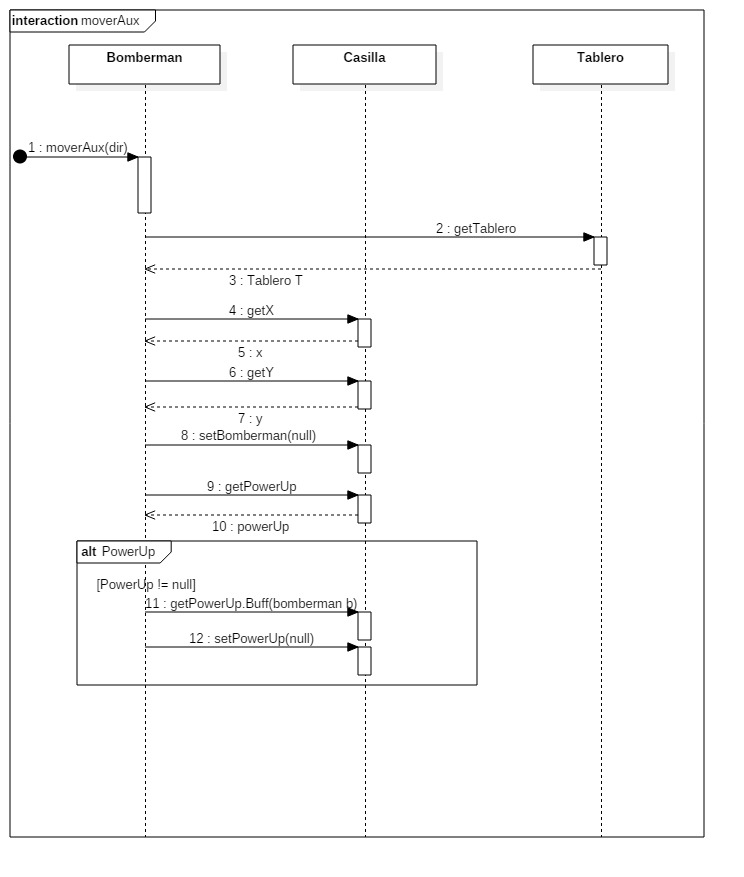 interaction moverAux
Bomberman
Casilla
Tablero
1 : moverAux(dir)
2 : getTablero
3 : Tablero T
4 : getX
5 : x
6 : getY
7 : y
8 : setBomberman(null)
9 : getPowerUp
10 : powerUp
alt PowerUp
[PowerUp != null]
11 : getPowerUp.Buff(bomberman b)
12 : setPowerUp(null)